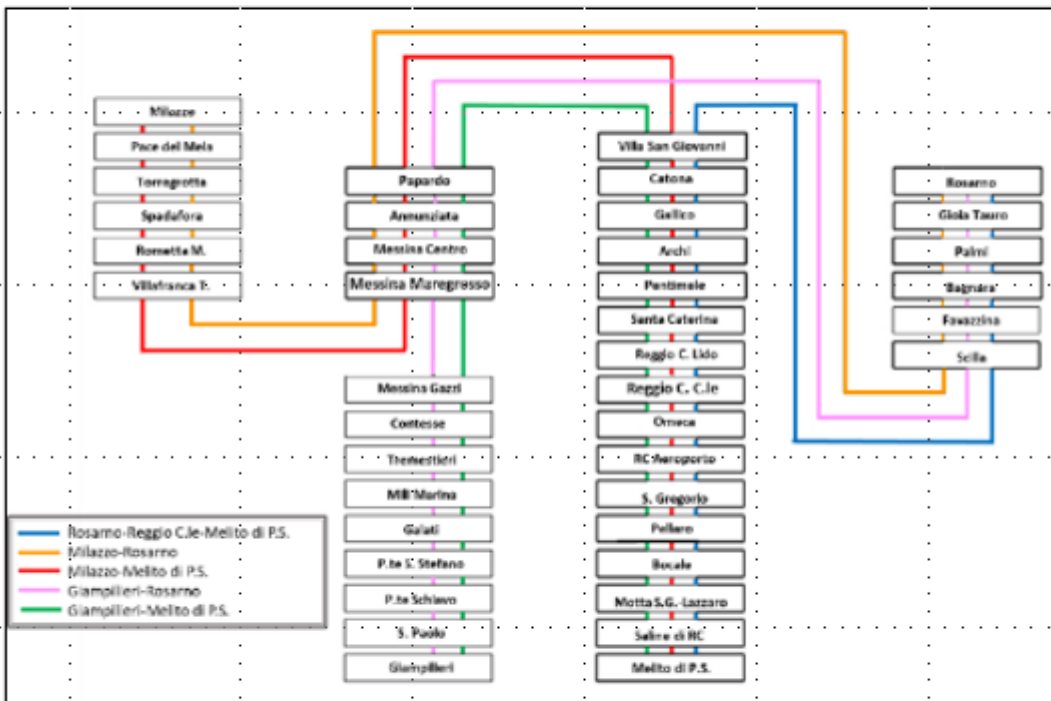 Milazzo
Pace del Mela
Torregrotta
Spadafora
Rometta M.
Villafranca T.
Papardo
Annunziata
Messina Centro
Messina Maregrosso
Messina Gazzi
Contesse
Tremestieri
Mili Marina
Galati
P.te S. Stefano
P.te Schiavo
S. Paolo
Giampilieri
Villa San Giovanni
Catona
Gallico
Archi
Pentimele
Santa Caterina
Reggio C. Lido
Reggio C. C.le
Omeca
RC Aeroporto
S. Gregorio
Pellaro
Bocale
Motta S.G.-Lazzaro
Saline di RC
Melito di P.S.
Rosarno
Gioia Tauro
Palmi
Bagnara
Favazzina
Scilla
Rosarno-Reggio C.le-Melito di P.S.
Milazzo-Rosarno
Milazzo-Melito di P.S.
Giampilieri-Rosarno
Giampilieri-Melito di P.S.